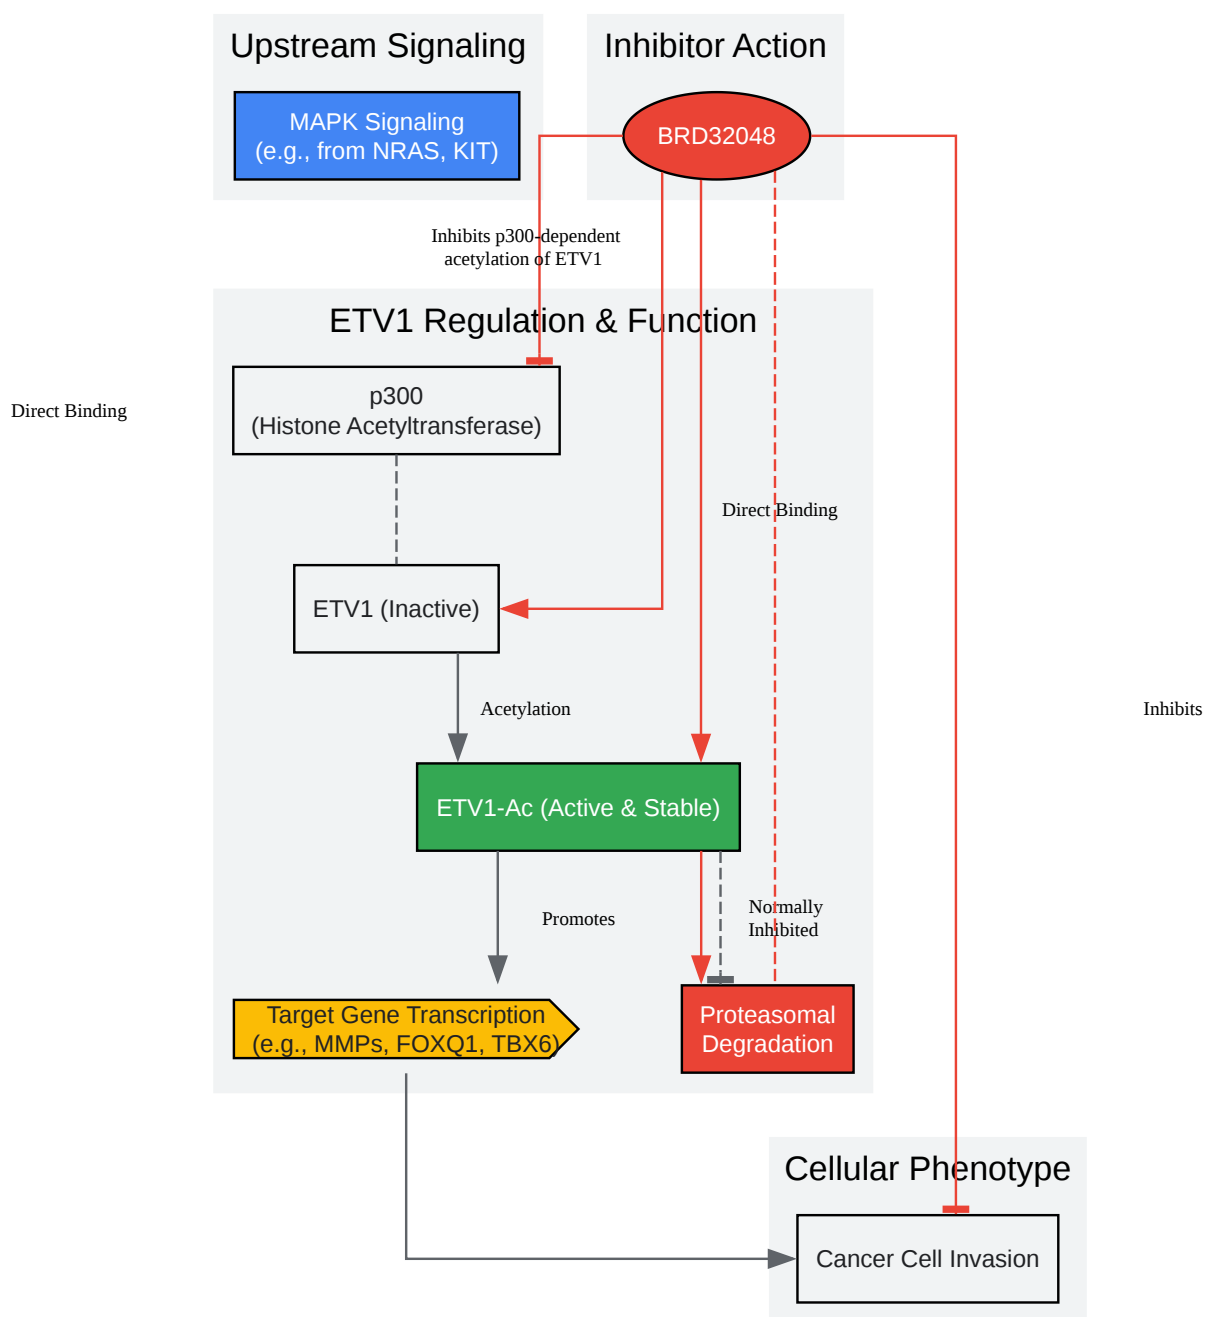 Upstream Signaling
Inhibitor Action
MAPK Signaling
(e.g., from NRAS, KIT)
BRD32048
Inhibits p300-dependent
acetylation of ETV1
ETV1 Regulation & Function
p300
(Histone Acetyltransferase)
Direct Binding
Direct Binding
ETV1 (Inactive)
Acetylation
Inhibits
ETV1-Ac (Active & Stable)
Promotes
Normally
Inhibited
Target Gene Transcription
(e.g., MMPs, FOXQ1, TBX6)
Proteasomal
Degradation
Cellular Phenotype
Cancer Cell Invasion